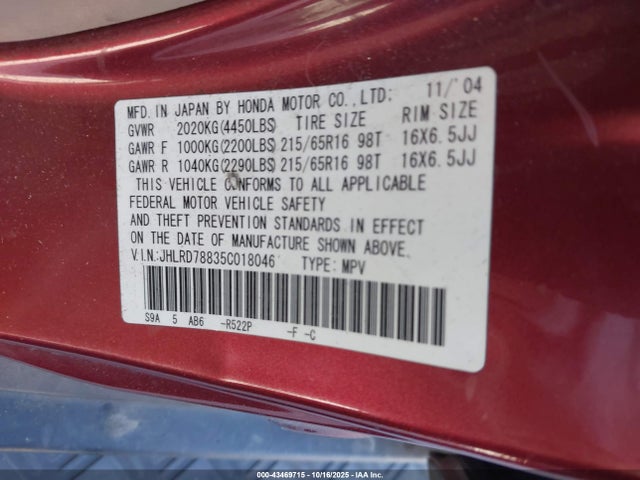 MFD. IN JAPAN BY HONDA MOTOR CO., LTD: 11/'04
GVWR 2020KG(4450LBS) TIRE SIZE RIM SIZE
GAWR F 1000KG(2200LBS) 215/65R16 98T 16X6.5JJ
GAWR R 1040KG(2290LBS) 215/65R16 98T 16X6.5JJ
THIS VEHICLE CONFORMS TO ALL APPLICABLE
FEDERAL MOTOR VEHICLE SAFETY
AND THEFT PREVENTION STANDARDS IN EFFECT
ON THE DATE OF MANUFACTURE SHOWN ABOVE.
V.I.N:JHLRD78835C018046 TYPE: MPV
S9A 5 AB6 -R522P -F -C
000-43469715 - 10/16/2025 - IAA Inc.